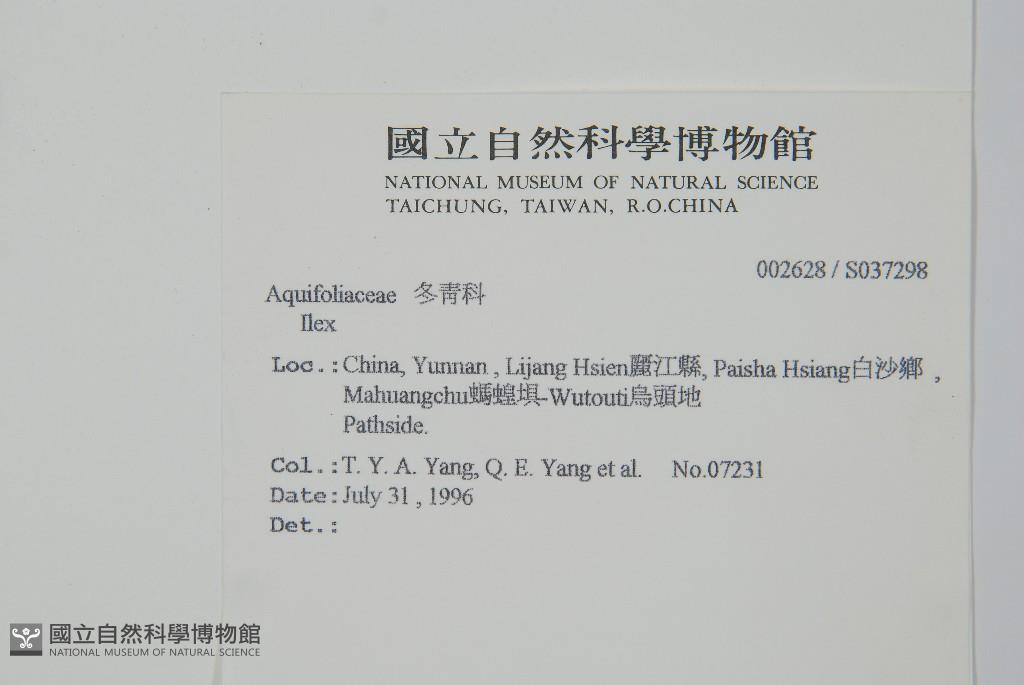 國立自然科學博物館
NATIONAL MUSEUM OF NATURAL SCIENCE
TAICHUNG, TAIWAN, R.O.CHINA
002628 / S037298
Aquifoliaceae 冬青科
Ilex
Loc.: China, Yunnan , Lijang Hsien麗江縣, Paisha Hsiang白沙鄉 ,
Mahuangchu螞蝗埧-Wutouti烏頭地
Pathside.
Col.: T. Y. A. Yang, Q. E. Yang et al. No.07231
Date: July 31 , 1996
Det.:
國立自然科學博物館
NATIONAL MUSEUM OF NATURAL SCIENCE